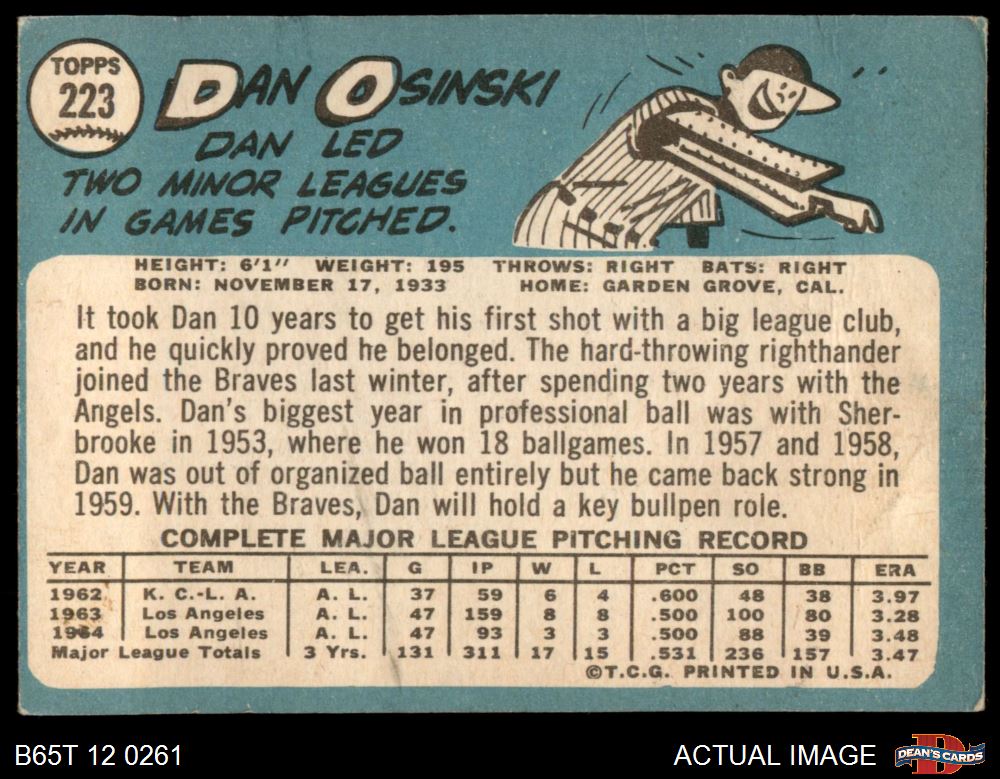 TOPPS
223
DAN OSINSKI
DAN LED
TWO MINOR LEAGUES
IN GAMES PITCHED.
HEIGHT: 6'1" WEIGHT: 195 THROWS: RIGHT BATS: RIGHT
BORN: NOVEMBER 17, 1933 HOME: GARDEN GROVE, CAL.
It took Dan 10 years to get his first shot with a big league club,
and he quickly proved he belonged. The hard-throwing righthander
joined the Braves last winter, after spending two years with the
Angels. Dan's biggest year in professional ball was with Sher-
brooke in 1953, where he won 18 ballgames. In 1957 and 1958,
Dan was out of organized ball entirely but he came back strong in
1959. With the Braves, Dan will hold a key bullpen role.
COMPLETE MAJOR LEAGUE PITCHING RECORD
YEAR TEAM LEA. G IP W L PCT SO BB ERA
1962 K. C.-L. A. A. L. 37 59 6 4 .600 48 38 3.97
1963 Los Angeles A. L. 47 159 8 8 .500 100 80 3.28
1964 Los Angeles A. L. 47 93 3 3 .500 88 39 3.48
Major League Totals 3 Yrs. 131 311 17 15 .531 236 157 3.47
©T.C.G. PRINTED IN U.S.A.
B65T 12 0261 ACTUAL IMAGE DEAN'S CARDS